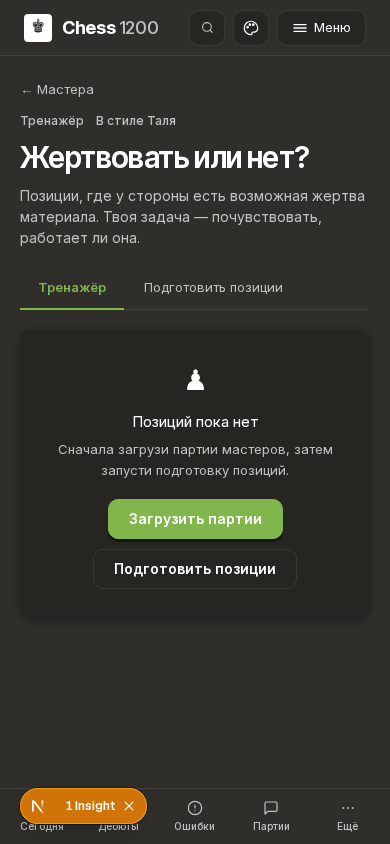 Chess 1200
Меню
← Мастера
Тренажёр В стиле Таля
Жертвовать или нет?
Позиции, где у стороны есть возможная жертва
материала. Твоя задача — почувствовать,
работает ли она.
Тренажёр Подготовить позиции
Позиций пока нет
Сначала загрузи партии мастеров, затем
запусти подготовку позиций.
Загрузить партии
Подготовить позиции
N 1 Insight
Сегодня Дебюты Ошибки Партии Ещё